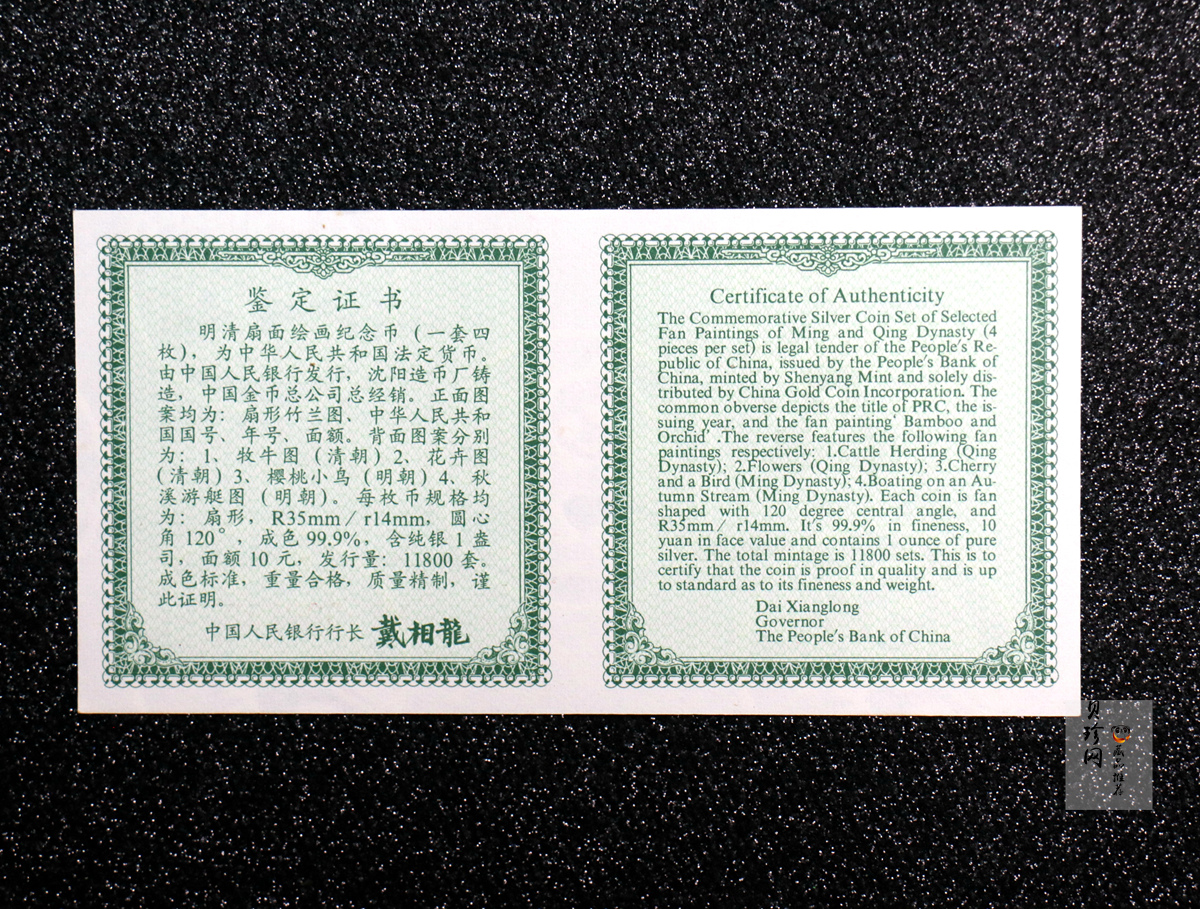 鉴定证书
明清扇面绘画纪念币（一套四
枚），为中华人民共和国法定货币。
由中国人民银行发行，沈阳造币厂铸
造，中国金币总公司总经销。正面图
案均为：扇形竹兰图、中华人民共和
国国号、年号、面额。背面图案分别
为：1、牧牛图（清朝）2、花卉图
(清朝）3、樱桃小鸟（明朝）4、秋
溪游艇图（明朝）。每枚币规格均
为：扇形，R35mm／r14mm，圆心
角120°，成色99.9%，含纯银1盎
司，面额10元，发行量：11800套。
成色标准，重量合格，质量精制，谨
此证明。
中国人民银行行长 戴相龍
Certificate of Authenticity
The Commemorative Silver Coin Set of Selected
Fan Paintings of Ming and Qing Dynasty (4
pieces per set) is legal tender of the People's Re-
public of China, issued by the People's Bank of
China, minted by Shenyang Mint and solely dis-
tributed by China Gold Coin Incorporation. The
common obverse depicts the title of PRC, the is-
suing year, and the fan painting' Bamboo and
Orchid' .The reverse features the following fan
paintings respectively: 1.Cattle Herding (Qing
Dynasty); 2.Flowers (Qing Dynasty); 3.Cherry
and a Bird (Ming Dynasty); 4.Boating on an Au-
tumn Stream (Ming Dynasty). Each coin is fan
shaped with 120 degree central angle, and
R35mm／r14mm. It's 99.9% in fineness, 10
yuan in face value and contains 1 ounce of pure
silver. The total mintage is 11800 sets. This is to
certify that the coin is proof in quality and is up
to standard as to its fineness and weight.
Dai Xianglong
Governor
The People's Bank of China
贝珍网